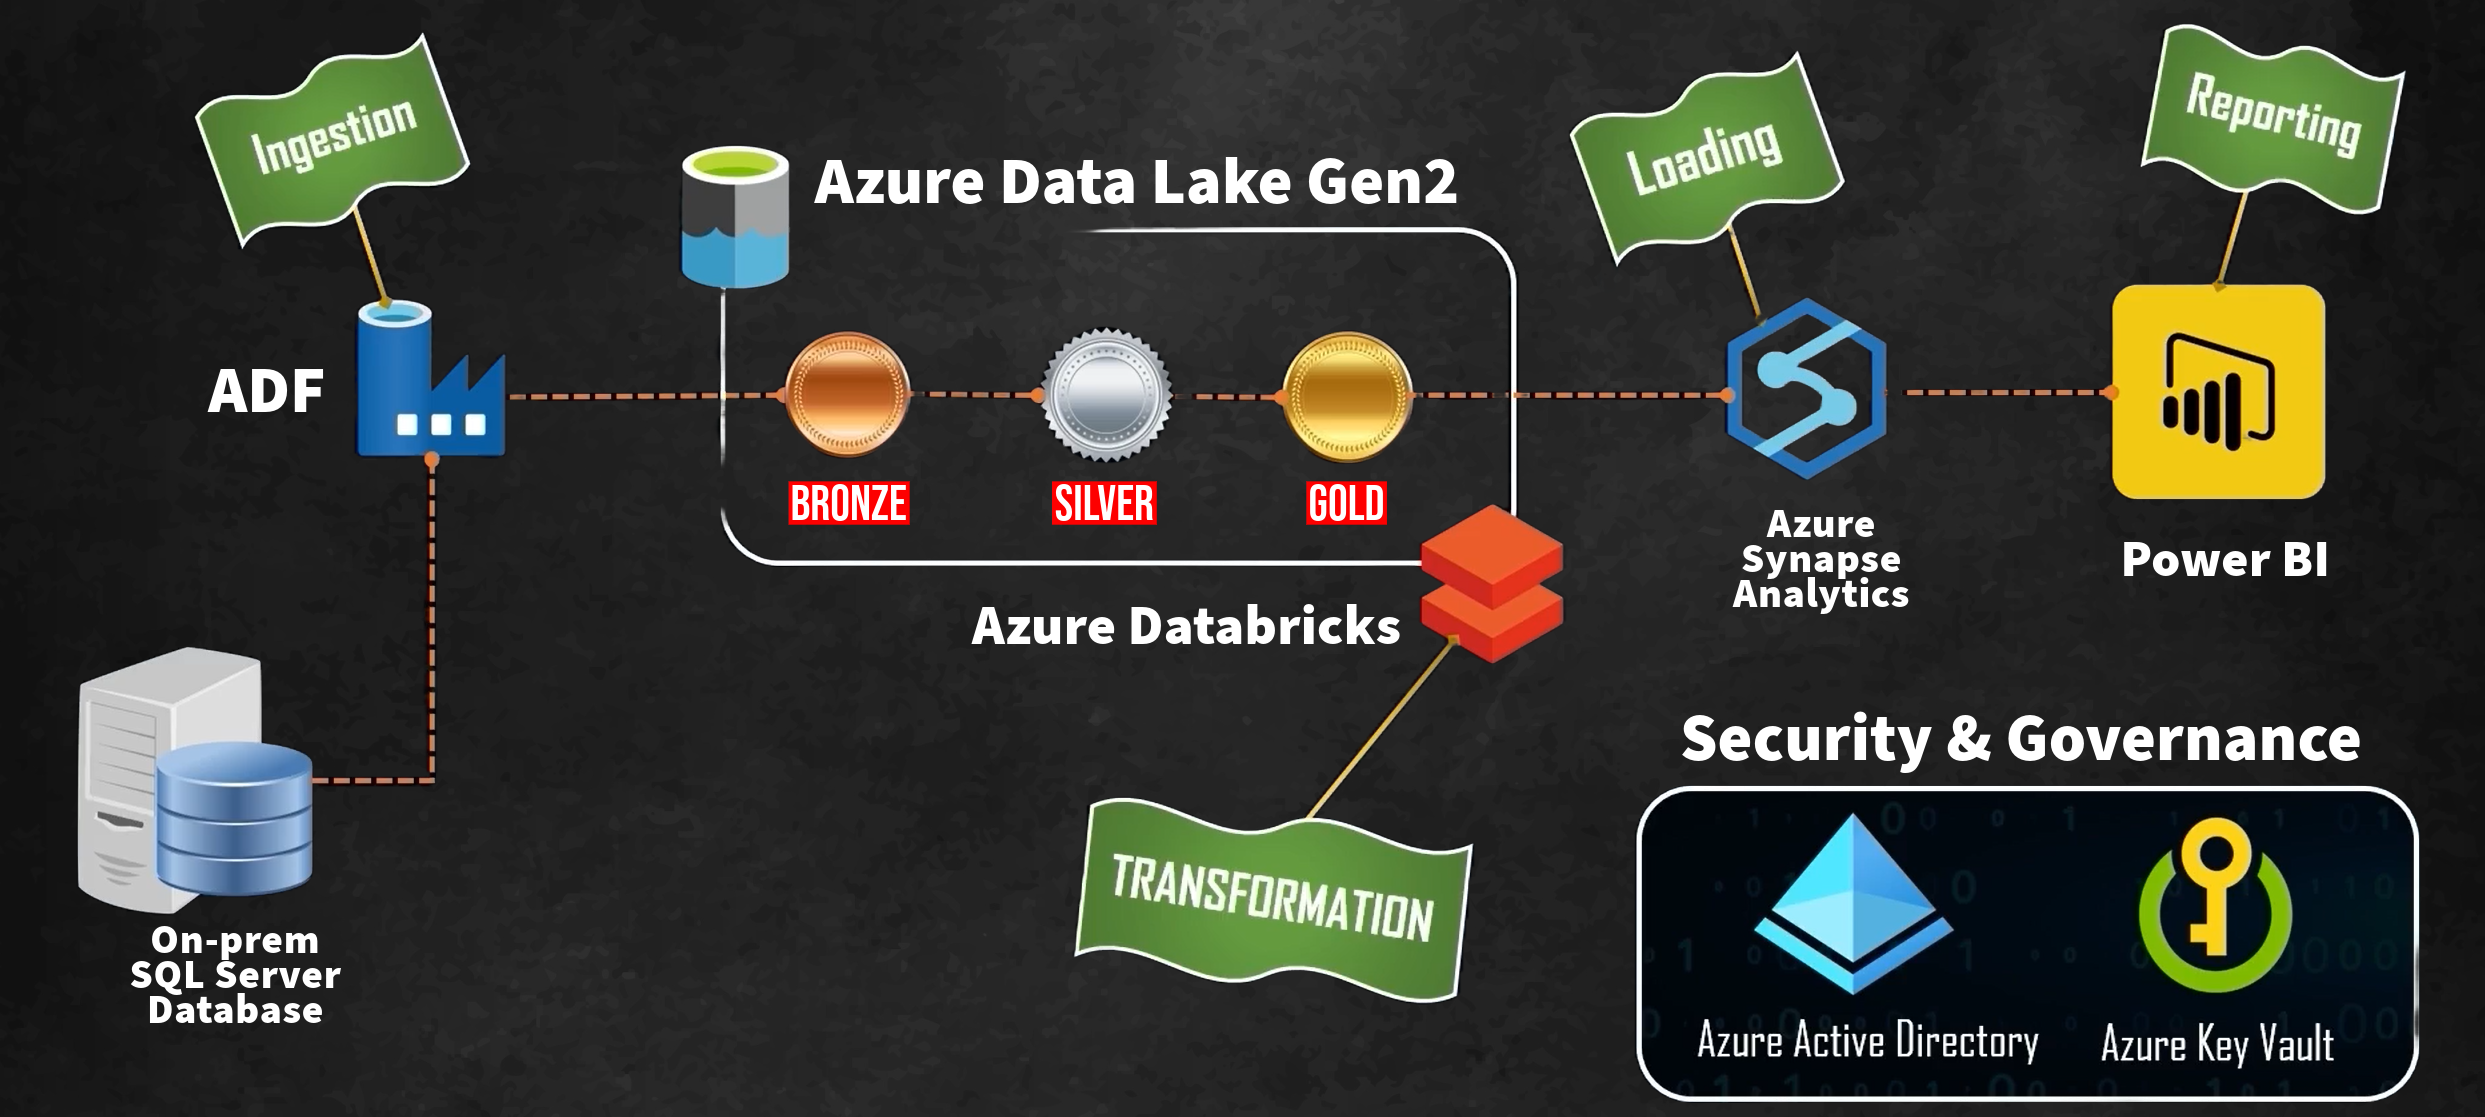 Ingestion
Loading
Reporting
Azure Data Lake Gen2
ADF
BRONZE
SILVER
GOLD
Azure
Synapse
Analytics
Power BI
Azure Databricks
Security & Governance
TRANSFORMATION
On-prem
SQL Server
Database
Azure Active Directory
Azure Key Vault